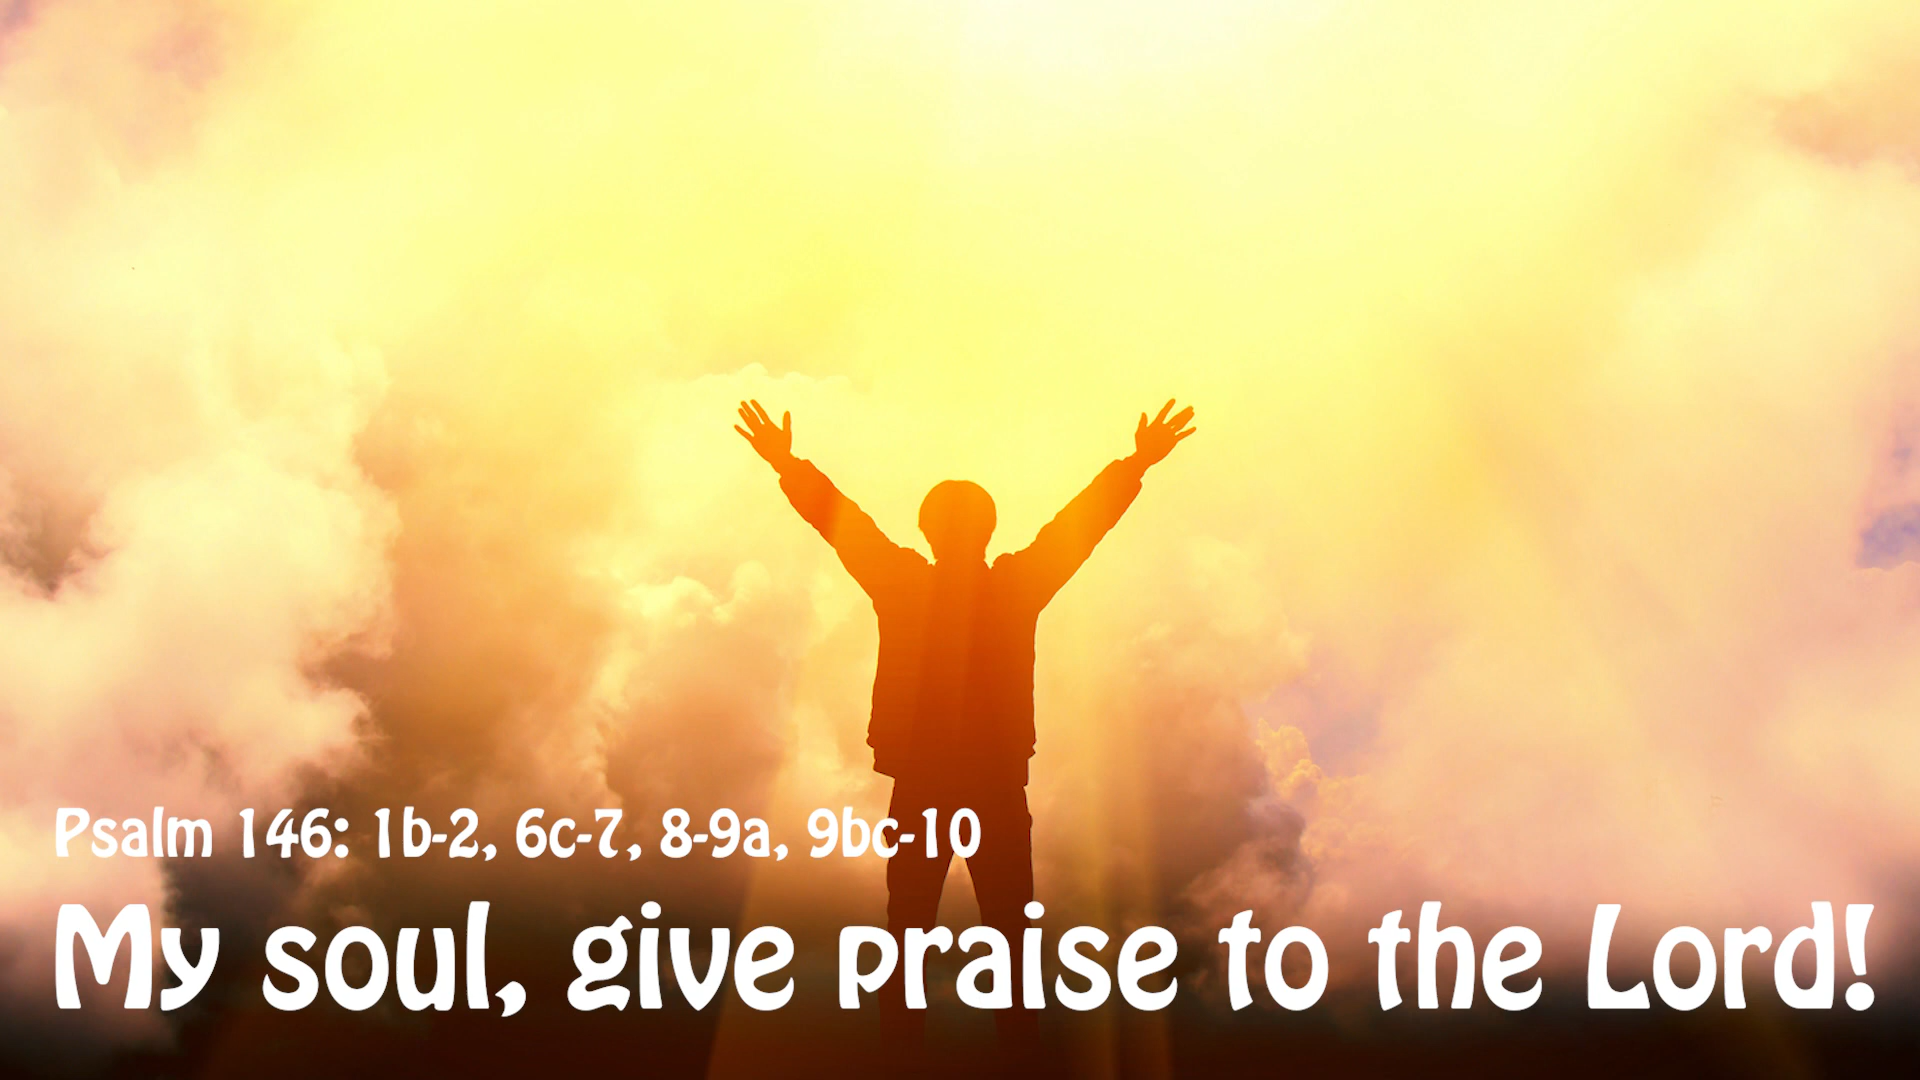 Psalm 146: 1b-2, 6c-7, 8-9a, 9bc-10
My soul, give praise to the Lord!